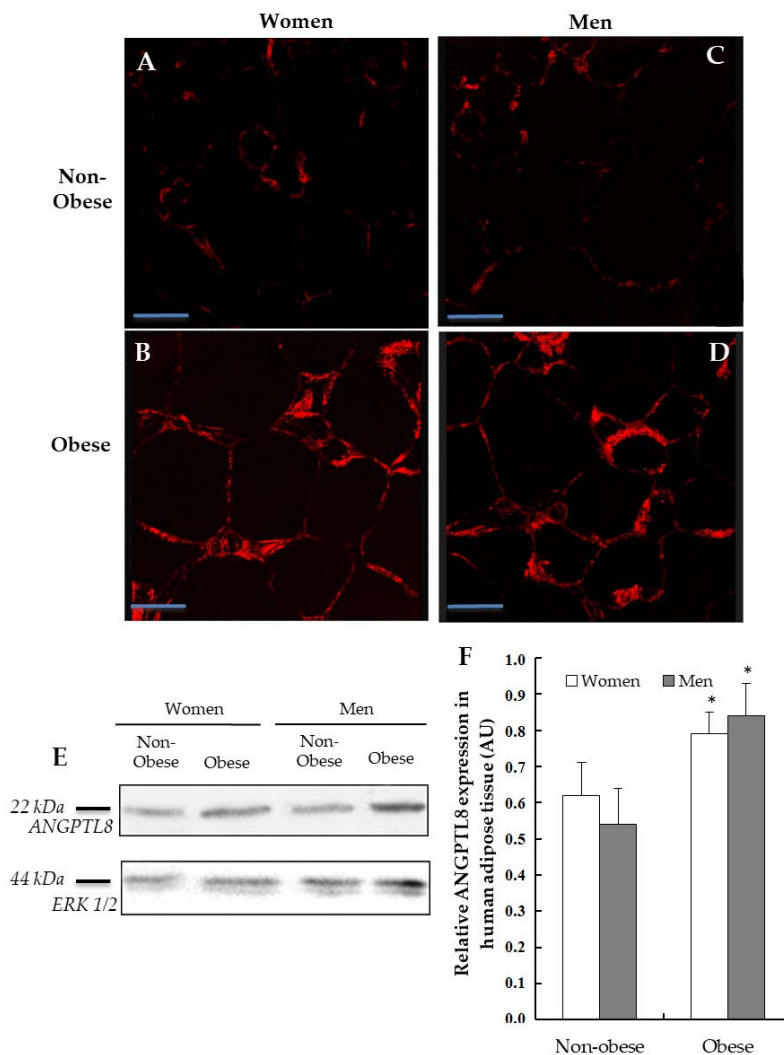 Women
Men
A
C
Non-
Obese
B
D
Obese
F
1.0
0.9
0.8
0.7
0.6
0.5
0.4
0.3
0.2
0.1
0.0
Relative ANGPTL8 expression in
human adipose tissue (AU)
Women
Men
*
*
Non-obese
Obese
E
Women
Men
Non-
Obese
Obese
Non-
Obese
Obese
22 kDa
ANGPTL8
44 kDa
ERK 1/2